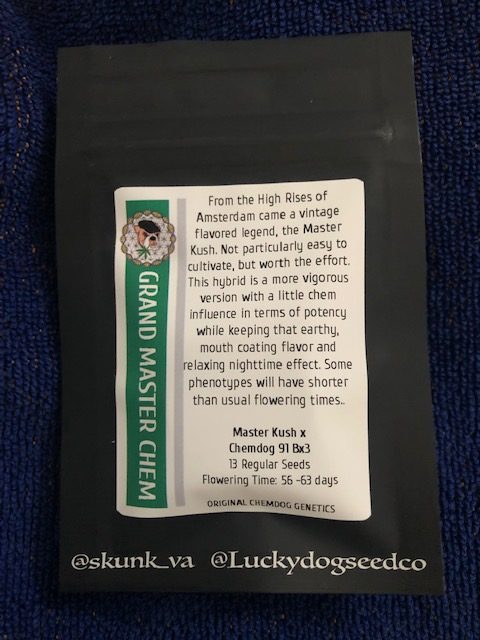 GRAND MASTER CHEM
From the High Rises of
Amsterdam came a vintage
flavored legend, the Master
Kush. Not particularly easy to
cultivate, but worth the effort.
This hybrid is a more vigorous
version with a little chem
influence in terms of potency
while keeping that earthy,
mouth coating flavor and
relaxing nighttime effect. Some
phenotypes will have shorter
than usual flowering times..
Master Kush x
Chemdog 91 Bx3
13 Regular Seeds
Flowering Time: 56 -63 days
ORIGINAL CHEMDOG GENETICS
@skunk_va @Luckydogseedco